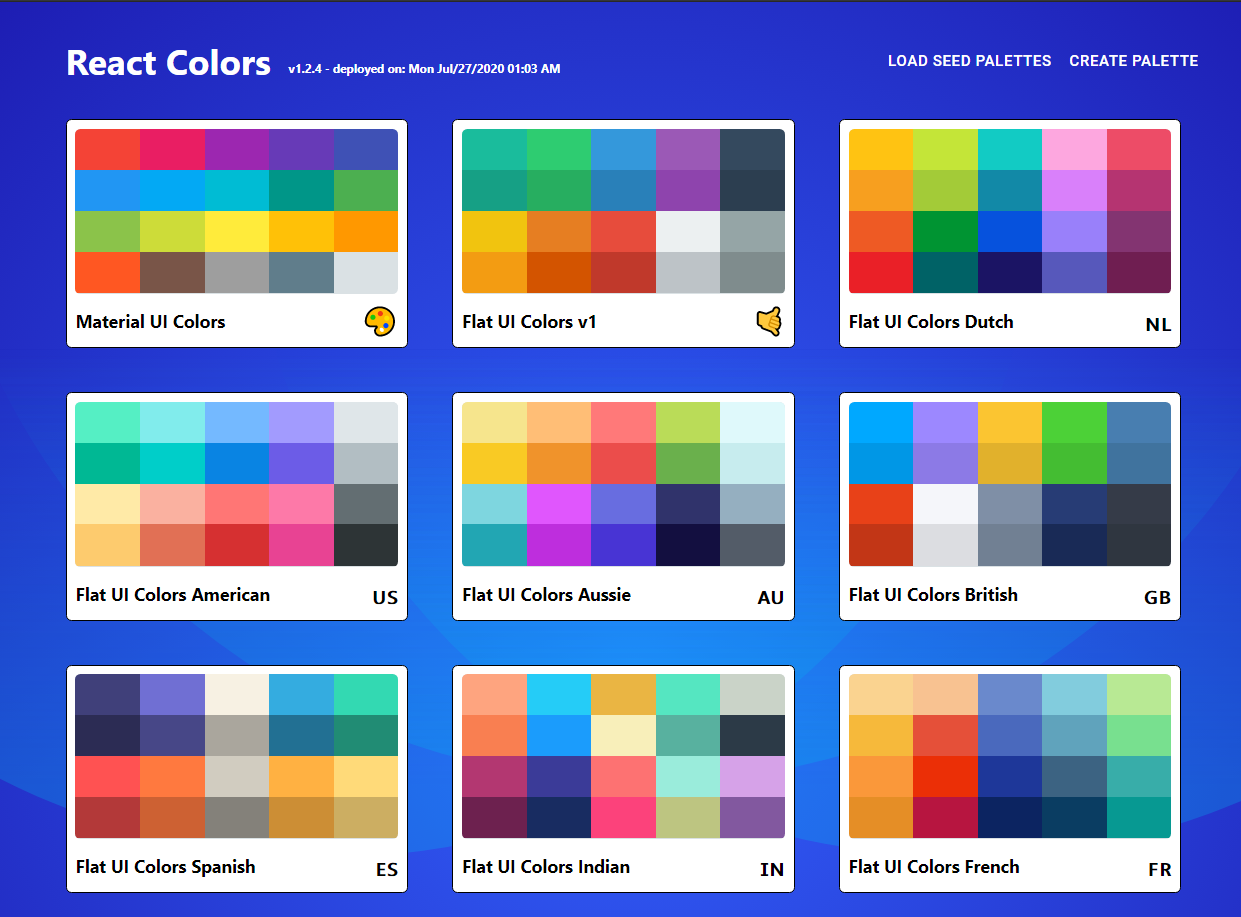 React Colors v1.2.4 - deployed on: Mon Jul/27/2020 01:03 AM LOAD SEED PALETTES CREATE PALETTE
Material UI Colors
Flat UI Colors v1
Flat UI Colors Dutch NL
Flat UI Colors American US
Flat UI Colors Aussie AU
Flat UI Colors British GB
Flat UI Colors Spanish ES
Flat UI Colors Indian IN
Flat UI Colors French FR